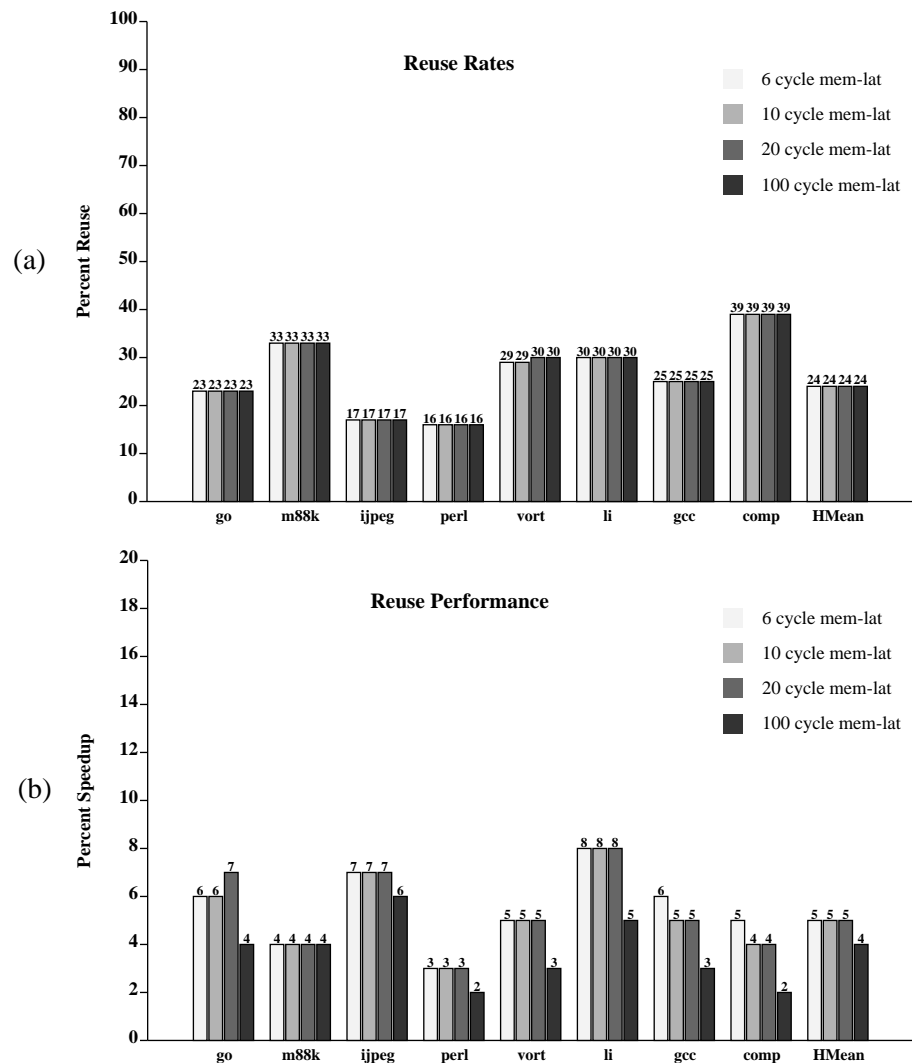 100
Reuse Rates
90
6 cycle mem-lat
80
10 cycle mem-lat
70
20 cycle mem-lat
100 cycle mem-lat
60
(a)
Percent Reuse
50
40
30
20
10
0
23 23 23 23
33 33 33 33
17 17 17 17
16 16 16 16
29 29 30 30
30 30 30 30
25 25 25 25
39 39 39 39
24 24 24 24
go m88k ijpeg perl vort li gcc comp HMean
20
Reuse Performance
18
6 cycle mem-lat
16
10 cycle mem-lat
14
20 cycle mem-lat
100 cycle mem-lat
12
(b)
Percent Speedup
10
8
6
4
2
0
6 6 7 4
4 4 4 4
7 7 7 6
3 3 3 2
5 5 5 3
8 8 8 5
6 5 5 3
5 4 4 2
5 5 5 4
go m88k ijpeg perl vort li gcc comp HMean